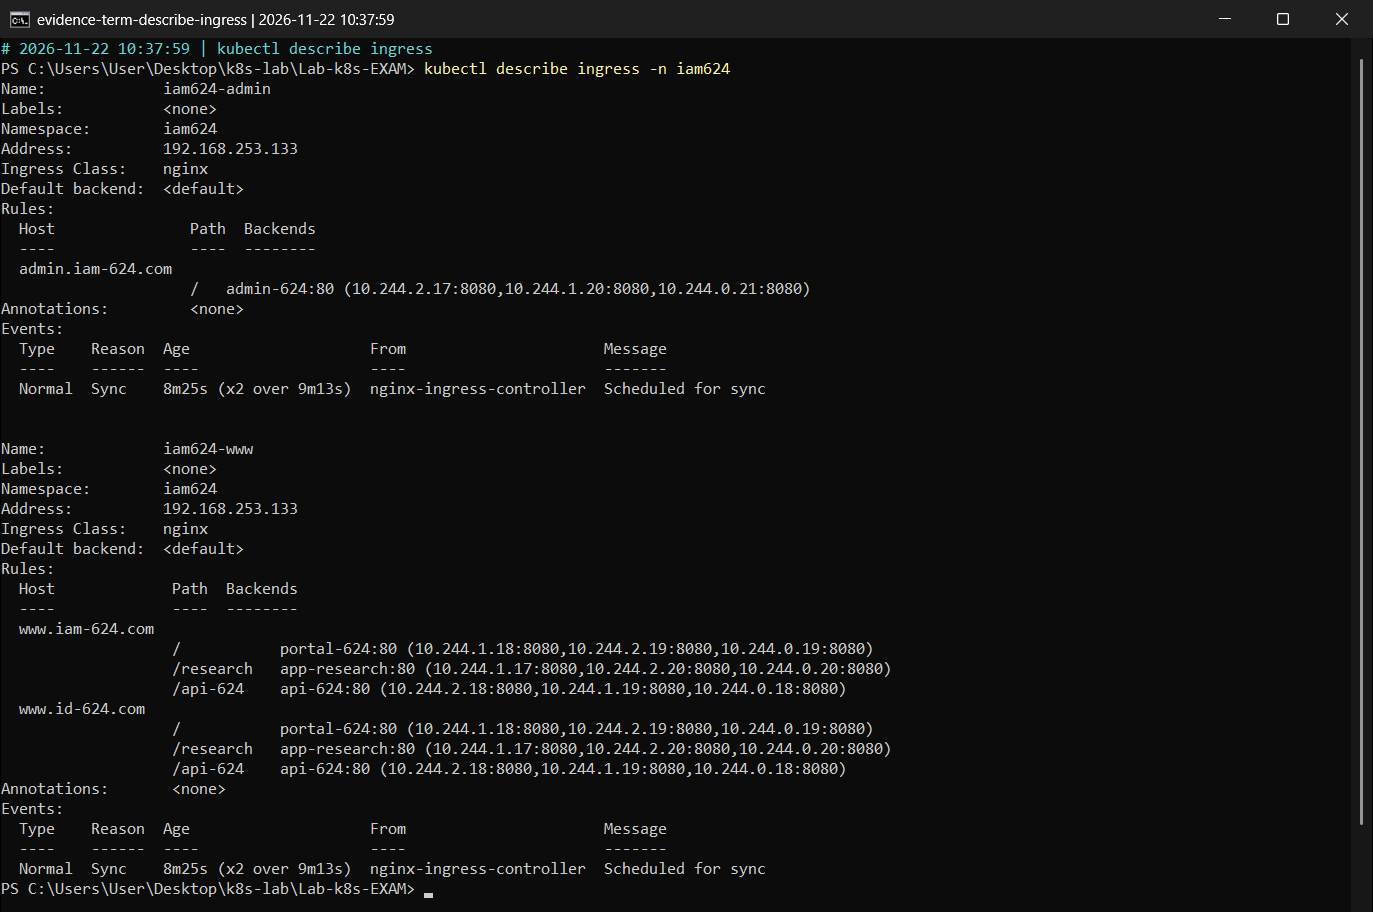 evidence-term-describe-ingress | 2026-11-22 10:37:59
# 2026-11-22 10:37:59 | kubectl describe ingress
PS C:\Users\User\Desktop\k8s-lab\Lab-k8s-EXAM> kubectl describe ingress -n iam624
Name:             iam624-admin
Labels:           <none>
Namespace:        iam624
Address:          192.168.253.133
Ingress Class:    nginx
Default backend:  <default>
Rules:
  Host               Path  Backends
  ----               ----  --------
  admin.iam-624.com
                     /   admin-624:80 (10.244.2.17:8080,10.244.1.20:8080,10.244.0.21:8080)
Annotations:         <none>
Events:
  Type    Reason  Age                    From                      Message
  ----    ------  ----                   ----                      -------
  Normal  Sync    8m25s (x2 over 9m13s)  nginx-ingress-controller  Scheduled for sync
Name:             iam624-www
Labels:           <none>
Namespace:        iam624
Address:          192.168.253.133
Ingress Class:    nginx
Default backend:  <default>
Rules:
  Host             Path  Backends
  ----             ----  --------
  www.iam-624.com
                   /           portal-624:80 (10.244.1.18:8080,10.244.2.19:8080,10.244.0.19:8080)
                   /research   app-research:80 (10.244.1.17:8080,10.244.2.20:8080,10.244.0.20:8080)
                   /api-624    api-624:80 (10.244.2.18:8080,10.244.1.19:8080,10.244.0.18:8080)
  www.id-624.com
                   /           portal-624:80 (10.244.1.18:8080,10.244.2.19:8080,10.244.0.19:8080)
                   /research   app-research:80 (10.244.1.17:8080,10.244.2.20:8080,10.244.0.20:8080)
                   /api-624    api-624:80 (10.244.2.18:8080,10.244.1.19:8080,10.244.0.18:8080)
Annotations:       <none>
Events:
  Type    Reason  Age                    From                      Message
  ----    ------  ----                   ----                      -------
  Normal  Sync    8m25s (x2 over 9m13s)  nginx-ingress-controller  Scheduled for sync
PS C:\Users\User\Desktop\k8s-lab\Lab-k8s-EXAM>